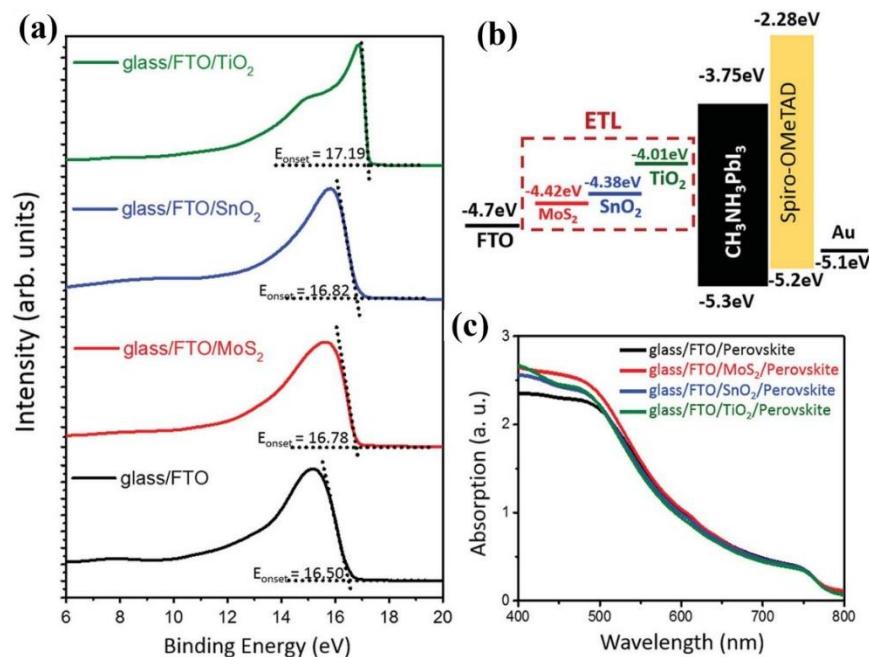 (a)
glass/FTO/TiO₂
E_onset = 17.19
glass/FTO/SnO₂
E_onset = 16.82
glass/FTO/MoS₂
E_onset = 16.78
glass/FTO
E_onset = 16.50
Intensity (arb. units)
6 8 10 12 14 16 18 20
Binding Energy (eV)
(b)
-2.28eV
-3.75eV
ETL
-4.01eV
TiO₂
-4.42eV
MoS₂
-4.38eV
SnO₂
-4.7eV
FTO
CH3NH3PbI3
Spiro-OMeTAD
Au
-5.1eV
-5.2eV
-5.3eV
(c)
3
2
1
0
glass/FTO/Perovskite
glass/FTO/MoS₂/Perovskite
glass/FTO/SnO₂/Perovskite
glass/FTO/TiO₂/Perovskite
Absorption (a. u.)
400 500 600 700 800
Wavelength (nm)